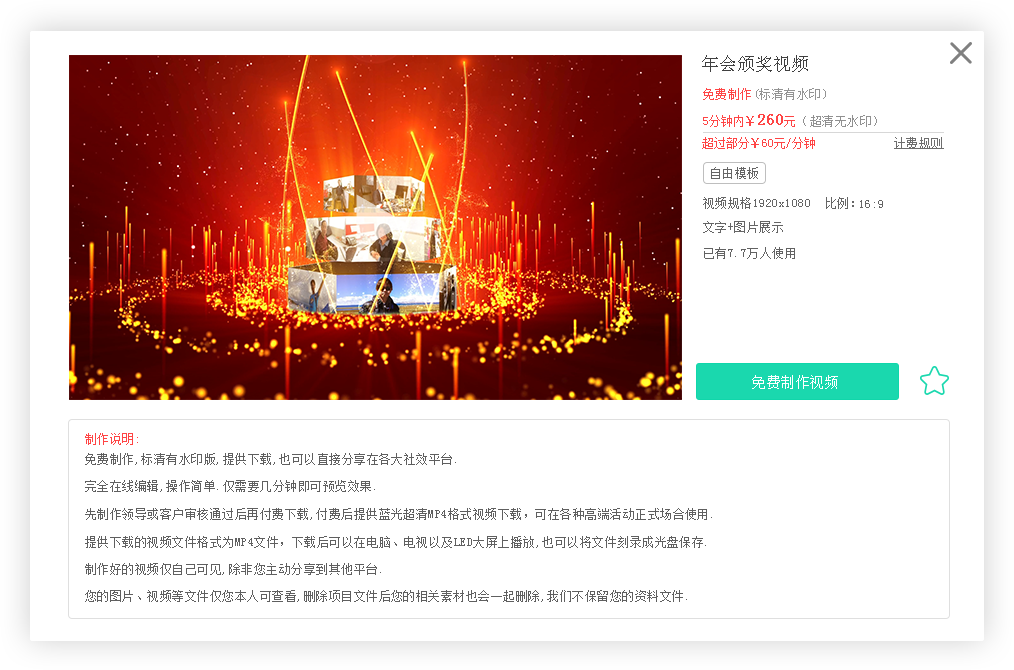 年会颁奖视频
免费制作(标清有水印)
5分钟内¥260元(超清无水印)
超过部分¥60元/分钟 计费规则
自由模板
视频规格1920x1080 比例:16:9
文字+图片展示
已有7.7万人使用
免费制作视频
制作说明:
免费制作,标清有水印版,提供下载,也可以直接分享在各大社效平台.
完全在线编辑,操作简单.仅需要几分钟即可预览效果.
先制作领导或客户审核通过后再付费下载,付费后提供蓝光超清MP4格式视频下载，可在各种高端活动正式场合使用.
提供下载的视频文件格式为MP4文件，下载后可以在电脑、电视以及LED大屏上播放,也可以将文件刻录成光盘保存.
制作好的视频仅自己可见,除非您主动分享到其他平台.
您的图片、视频等文件仅您本人可查看,删除项目文件后您的相关素材也会一起删除,我们不保留您的资料文件.